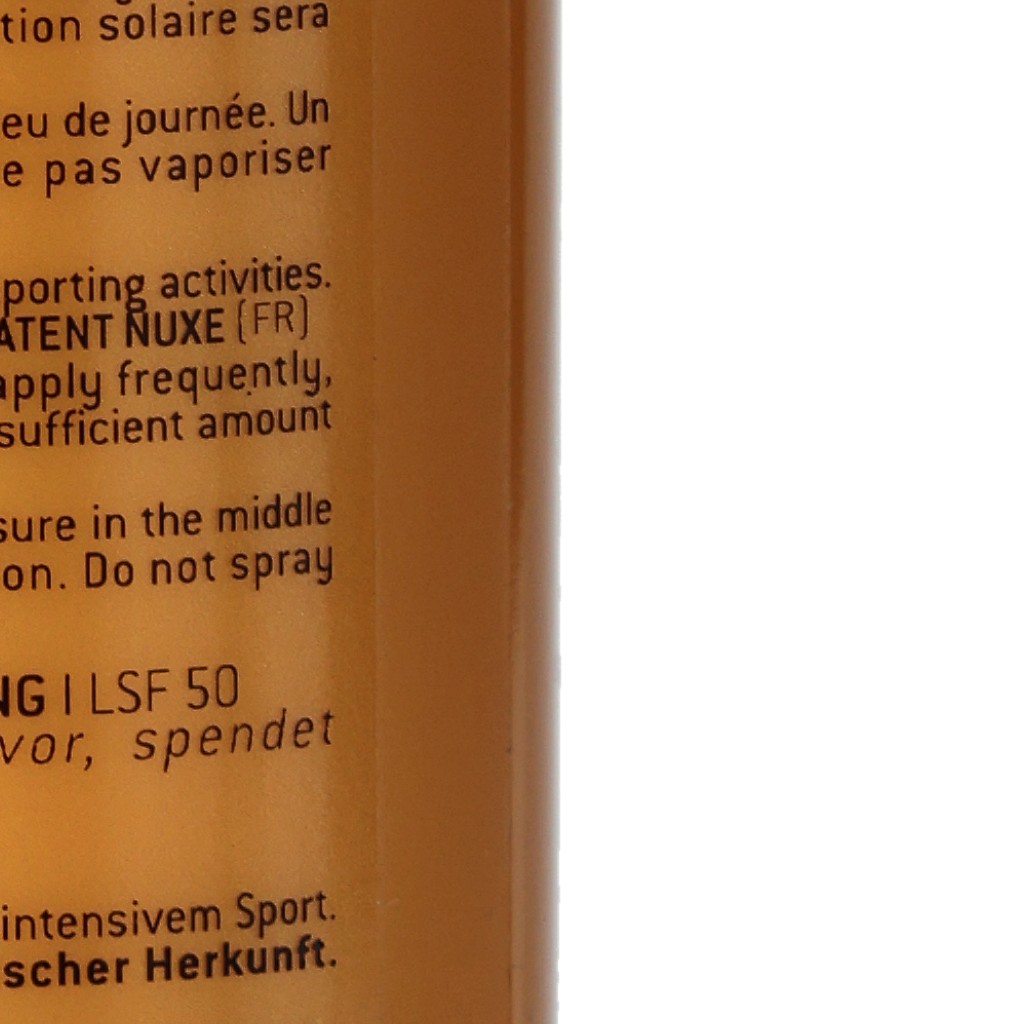 tion solaire sera
eu de journée. Un
e pas vaporiser
porting activities.
ATENT NUXE (FR)
apply frequently,
sufficient amount
sure in the middle
on. Do not spray
NG | LSF 50
vor, spendet
intensivem Sport.
scher Herkunft.